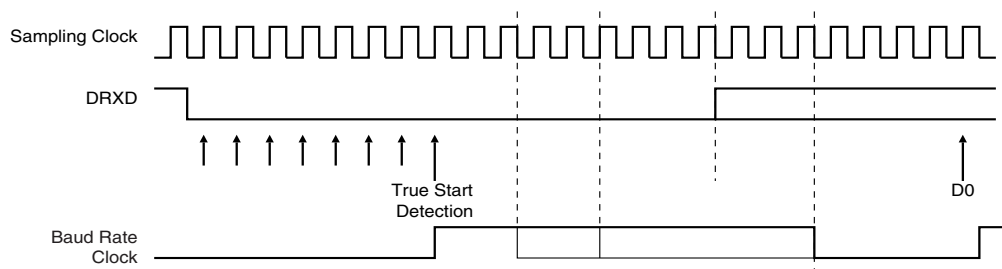 Sampling Clock
DRXD
True Start
Detection
D0
Baud Rate
Clock